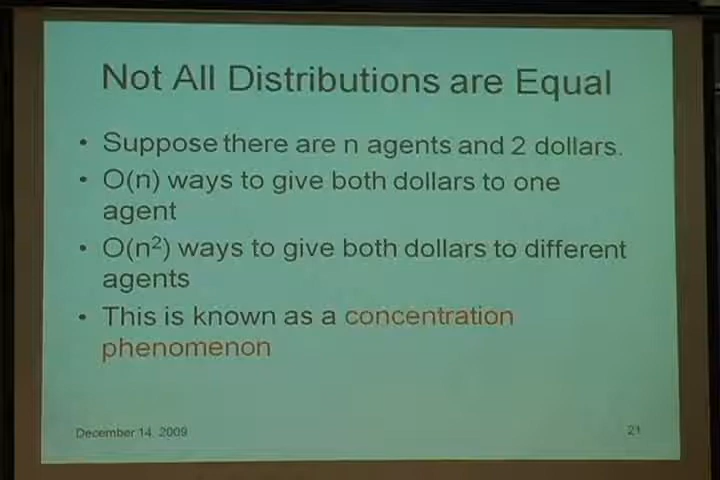 Not All Distributions are Equal
• Suppose there are n agents and 2 dollars.
• O(n) ways to give both dollars to one
agent
• O(n²) ways to give both dollars to different
agents
• This is known as a concentration
phenomenon
December 14, 2009
21